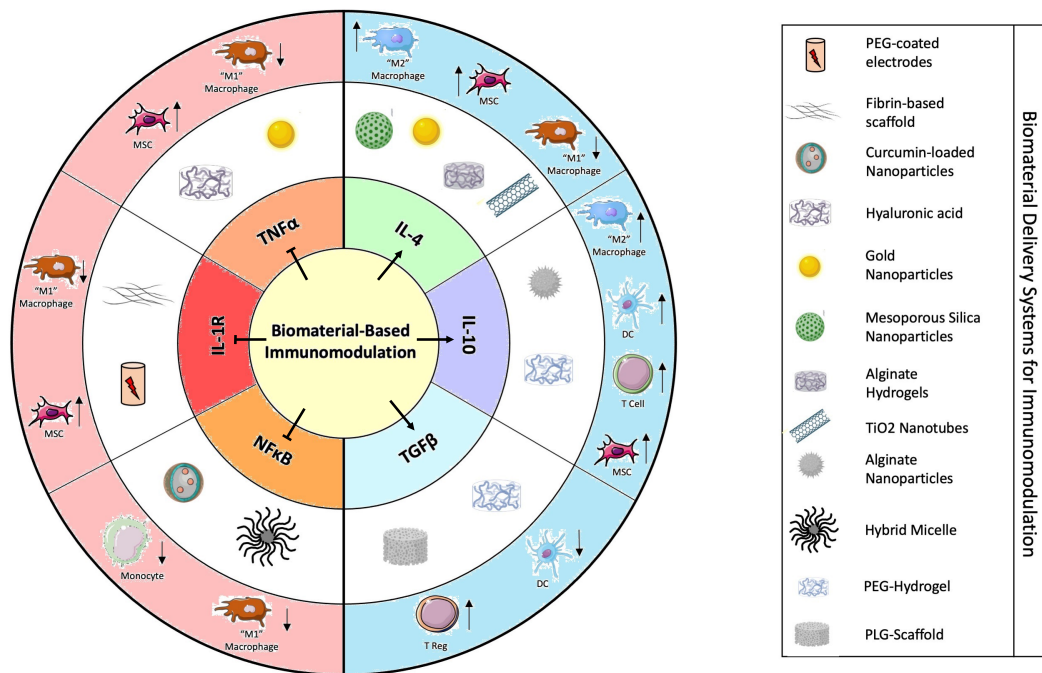 "M1"
Macrophage
"M2"
Macrophage
MSC
MSC
"M1"
Macrophage
TNFα
IL-4
"M2"
Macrophage
"M1"
Macrophage
IL-1R
Biomaterial-Based
Immunomodulation
IL-10
DC
T Cell
MSC
NFκB
TGFβ
MSC
Monocyte
DC
"M1"
Macrophage
T Reg
PEG-coated
electrodes
Fibrin-based
scaffold
Curcumin-loaded
Nanoparticles
Hyaluronic acid
Gold
Nanoparticles
Mesoporous Silica
Nanoparticles
Alginate
Hydrogels
TiO2 Nanotubes
Alginate
Nanoparticles
Hybrid Micelle
PEG-Hydrogel
PLG-Scaffold
Biomaterial Delivery Systems for Immunomodulation